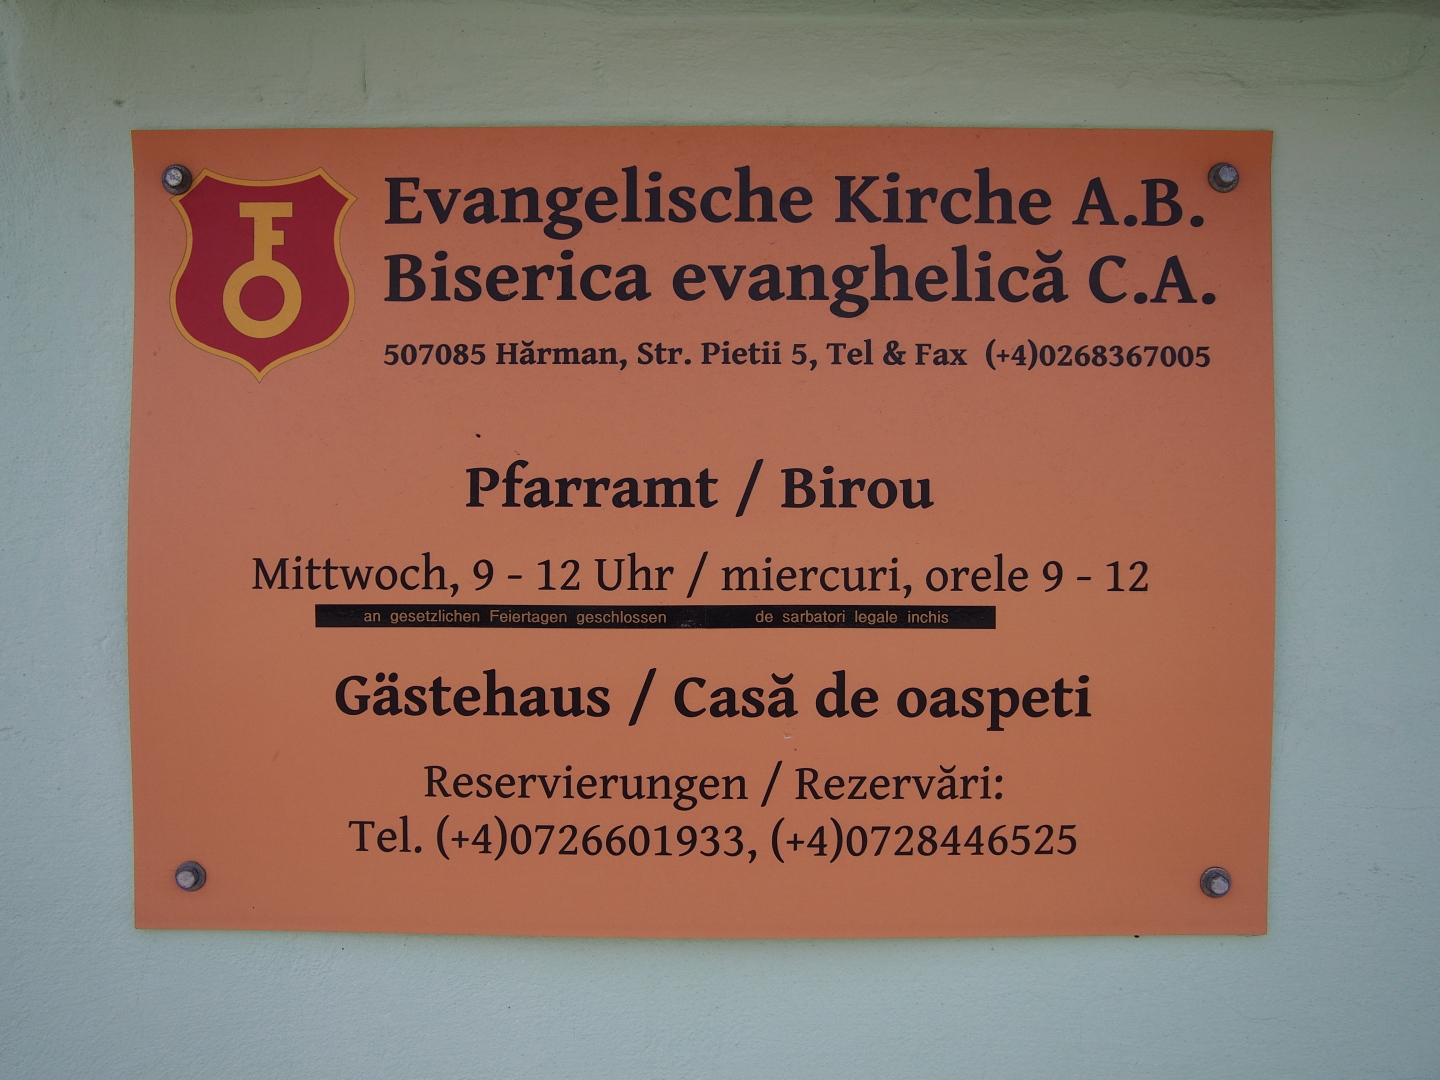 Evangelische Kirche A.B.
Biserica evanghelică C.A.
507085 Hărman, Str. Pietii 5, Tel & Fax (+4)0268367005
Pfarramt / Birou
Mittwoch, 9 - 12 Uhr / miercuri, orele 9 - 12
an gesetzlichen Feiertagen geschlossen de sarbatori legale inchis
Gästehaus / Casă de oaspeti
Reservierungen / Rezervări:
Tel. (+4)0726601933, (+4)0728446525